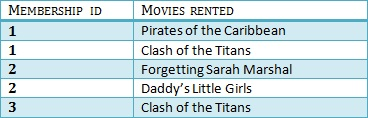 MEMBERSHIP ID MOVIES RENTED
1 Pirates of the Caribbean
1 Clash of the Titans
2 Forgetting Sarah Marshal
2 Daddy's Little Girls
3 Clash of the Titans